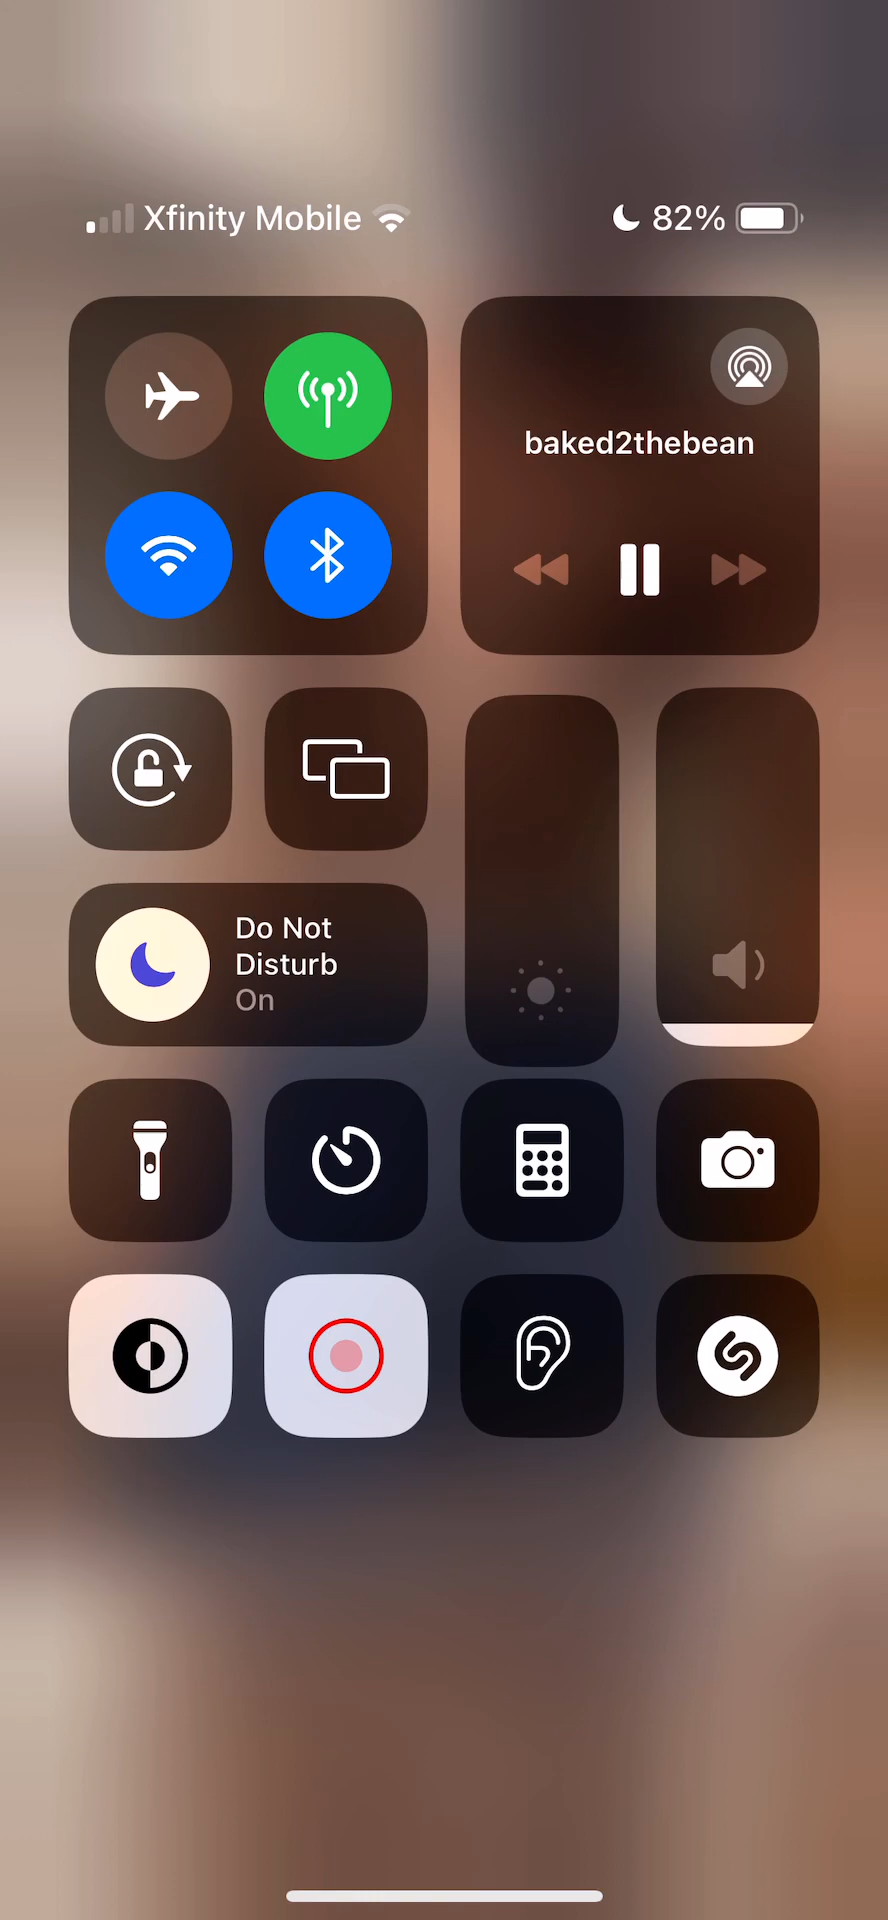 Xfinity Mobile
82%
baked2thebean
Do Not
Disturb
On